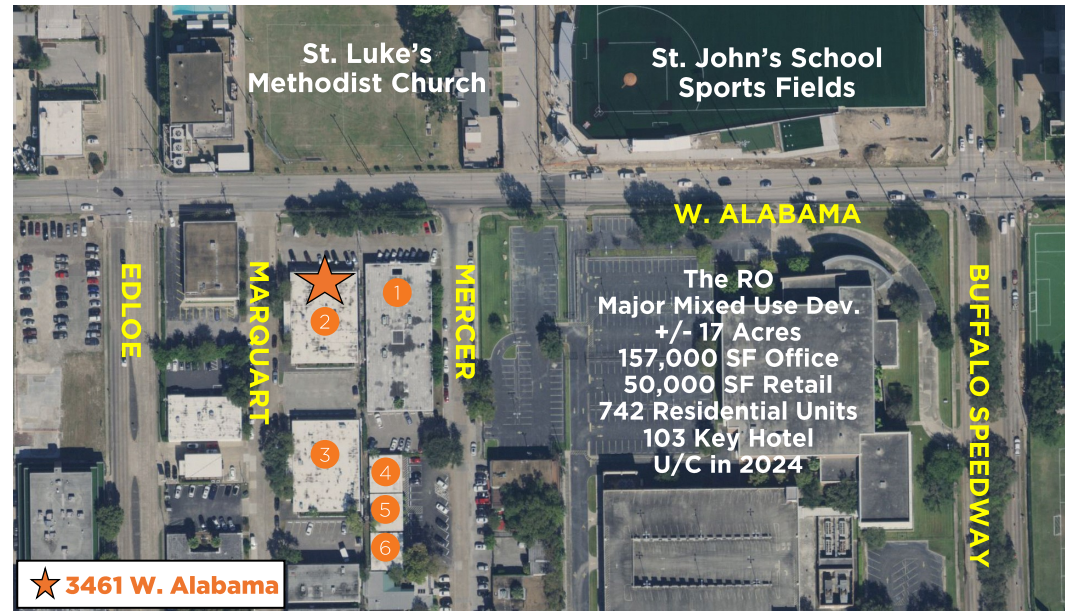 St. Luke's
Methodist Church
St. John's School
Sports Fields
W. ALABAMA
EDLOE
MARQUART
MERCER
BUFFALO SPEEDWAY
1
2
3
4
5
6
The RO
Major Mixed Use Dev.
+/- 17 Acres
157,000 SF Office
50,000 SF Retail
742 Residential Units
103 Key Hotel
U/C in 2024
3461 W. Alabama